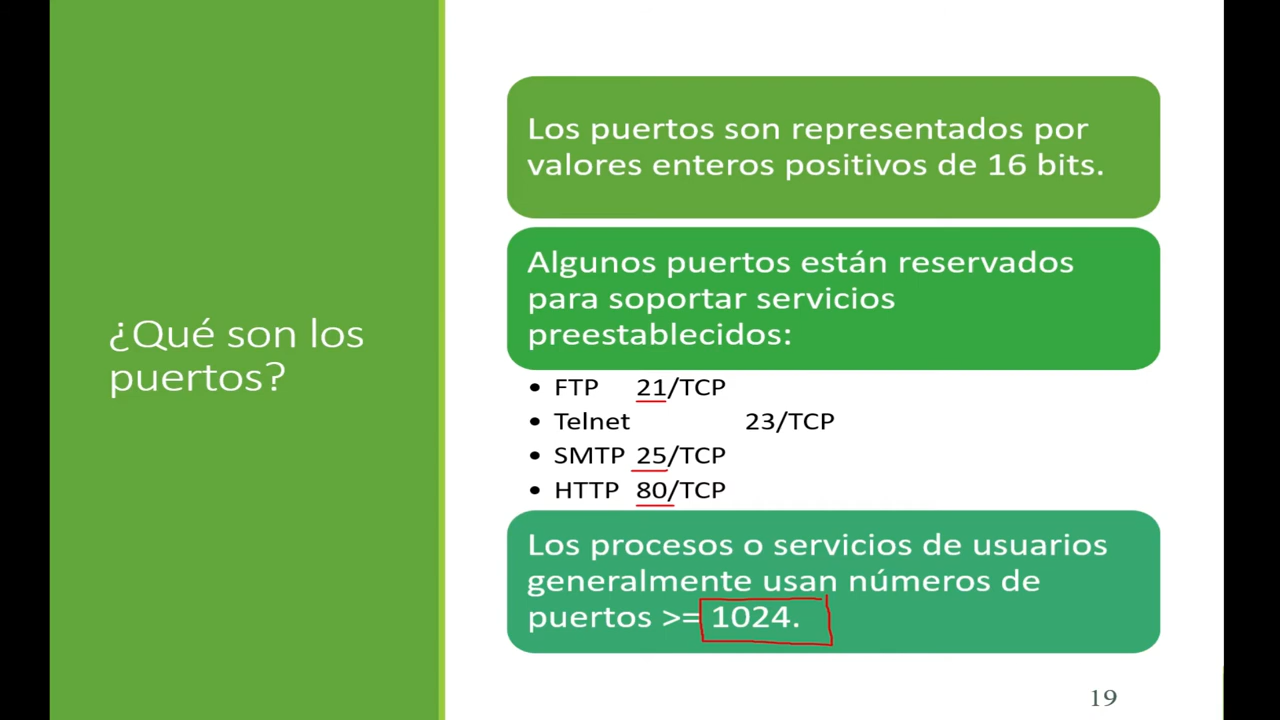 ¿Qué son los
puertos?
Los puertos son representados por
valores enteros positivos de 16 bits.
Algunos puertos están reservados
para soportar servicios
preestablecidos:
• FTP 21/TCP
• Telnet 23/TCP
• SMTP 25/TCP
• HTTP 80/TCP
Los procesos o servicios de usuarios
generalmente usan números de
puertos >= 1024.
19